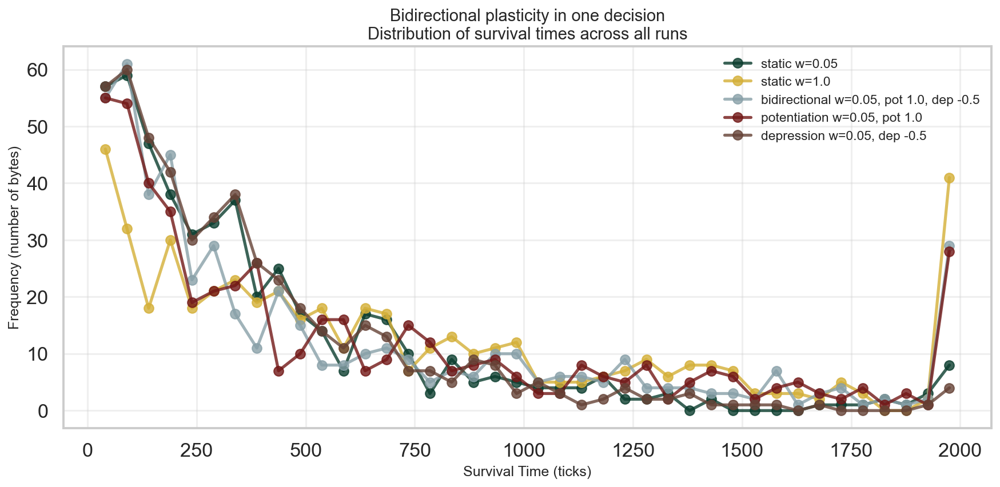 Bidirectional plasticity in one decision
Distribution of survival times across all runs
static w=0.05
static w=1.0
bidirectional w=0.05, pot 1.0, dep -0.5
potentiation w=0.05, pot 1.0
depression w=0.05, dep -0.5
Frequency (number of bytes)
60
50
40
30
20
10
0
0 250 500 750 1000 1250 1500 1750 2000
Survival Time (ticks)